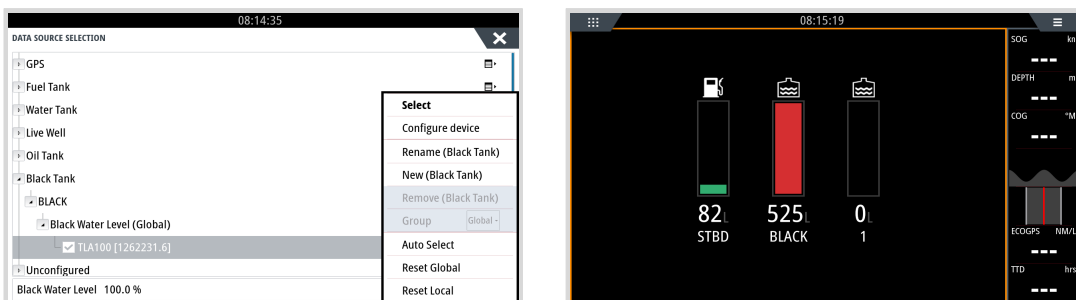 08:14:35
DATA SOURCE SELECTION
GPS
Fuel Tank
Water Tank
Live Well
Oil Tank
Black Tank
BLACK
Black Water Level (Global)
TLA100 [1262231.6]
Unconfigured
Black Water Level 100.0 %
Select
Configure device
Rename (Black Tank)
New (Black Tank)
Remove (Black Tank)
Group Global
Auto Select
Reset Global
Reset Local
08:15:19
82L
STBD
525L
BLACK
0L
1
SOG kn
---
DEPTH m
---
COG °M
---
ECOGPS NM/L
---
TTD hrs
---